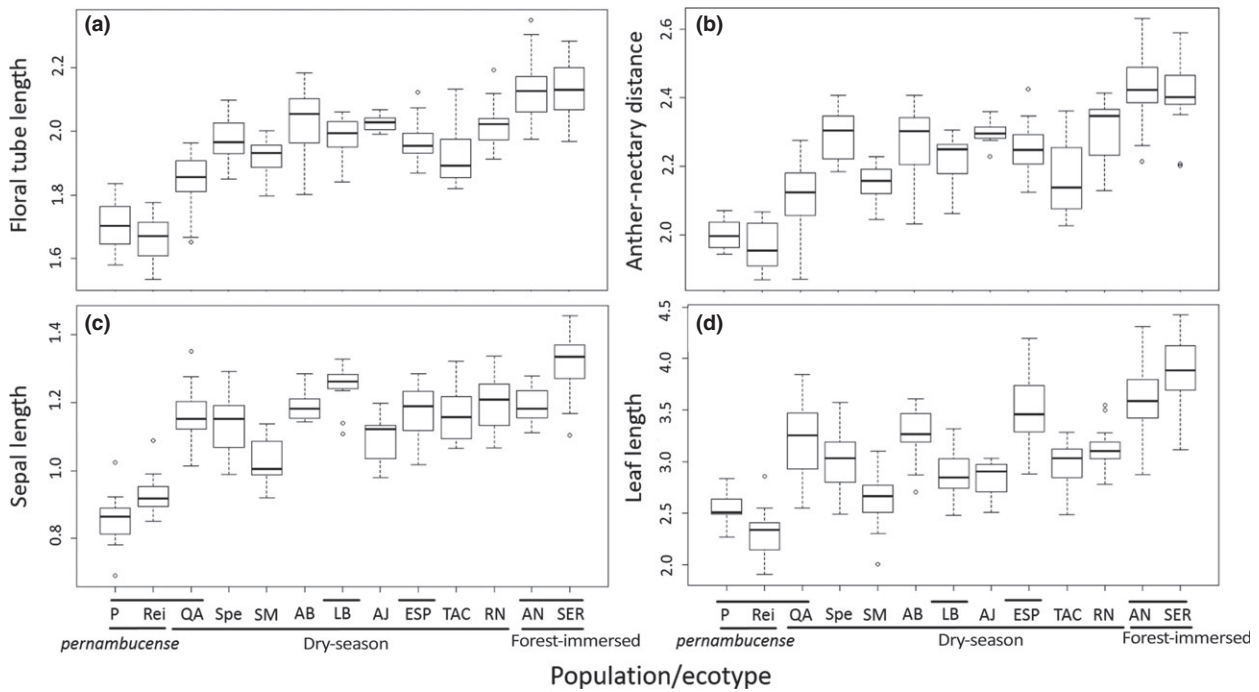 (a)
Floral tube length
1.6 1.8 2.0 2.2
(b)
Anther-nectary distance
2.0 2.2 2.4 2.6
(c)
Sepal length
0.8 1.0 1.2 1.4
(d)
Leaf length
2.0 2.5 3.0 3.5 4.0 4.5
P Rei QA Spe SM AB LB AJ ESP TAC RN AN SER
pernambucense Dry-season Forest-immersed
P Rei QA Spe SM AB LB AJ ESP TAC RN AN SER
pernambucense Dry-season Forest-immersed
Population/ecotype